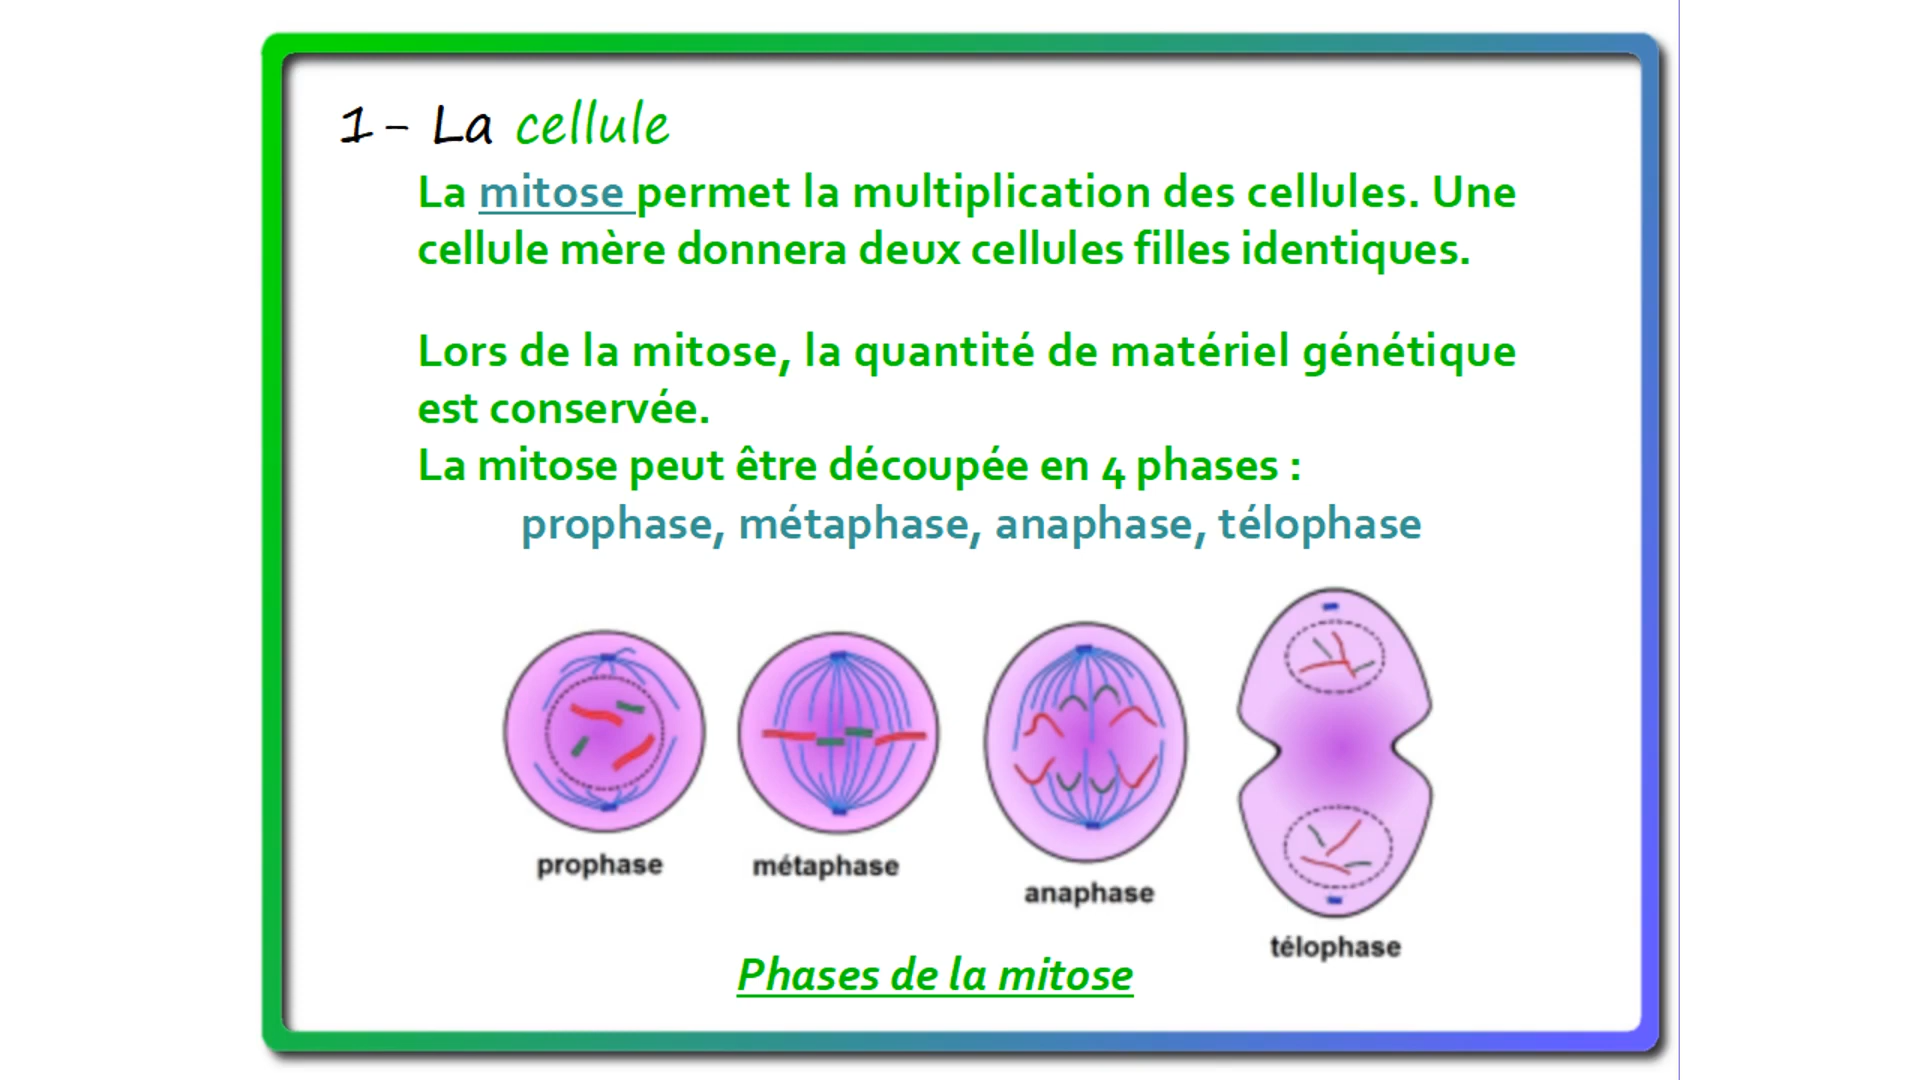 1- La cellule
La mitose permet la multiplication des cellules. Une
cellule mère donnera deux cellules filles identiques.
Lors de la mitose, la quantité de matériel génétique
est conservée.
La mitose peut être découpée en 4 phases :
prophase, métaphase, anaphase, télophase
prophase
métaphase
anaphase
télophase
Phases de la mitose